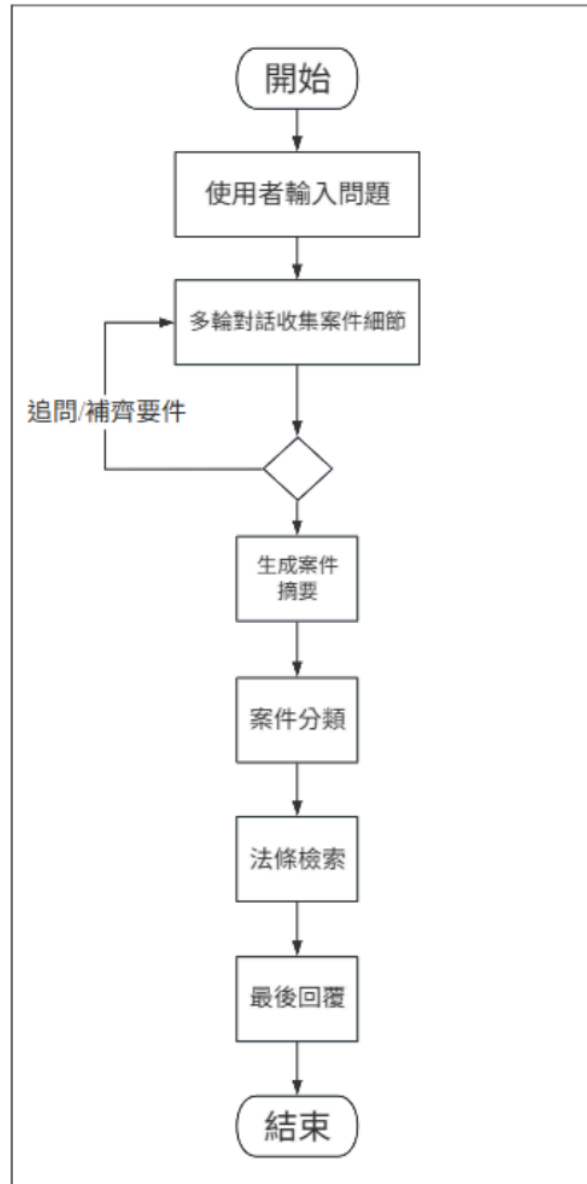 開始
使用者輸入問題
多輪對話收集案件細節
追問/補齊要件
生成案件
摘要
案件分類
法條檢索
最後回覆
結束